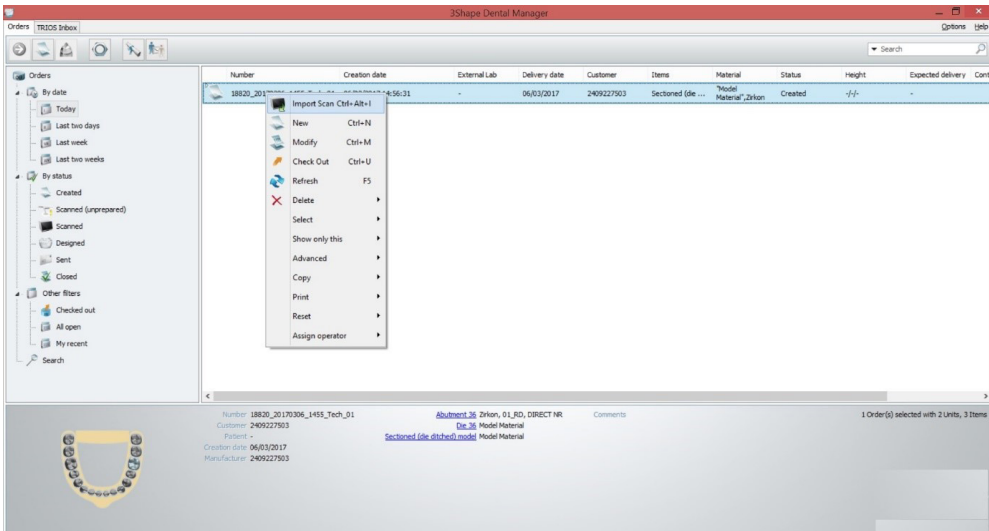 3Shape Dental Manager
Orders TRIOS Inbox Options Help
Search
Orders
By date
Today
Last two days
Last week
Last two weeks
By status
Created
Scanned (unprepared)
Scanned
Designed
Sent
Closed
Other filters
Checked out
All open
My recent
Search
Number Creation date External Lab Delivery date Customer Items Material Status Height Expected delivery Cont
18820_201 14:56:31 - 06/03/2017 2409227503 Sectioned (die ... "Model Material",Zirkon Created -/-/- -
Import Scan Ctrl+Alt+I
New Ctrl+N
Modify Ctrl+M
Check Out Ctrl+U
Refresh F5
Delete
Select
Show only this
Advanced
Copy
Print
Reset
Assign operator
Number 18820_20170306_1455_Tech_01 Abutment 36 Zirkon, 01_RD, DIRECT NR Comments 1 Order(s) selected with 2 Units, 3 Items
Customer 2409227503 Die 36 Model Material
Patient - Sectioned (die ditched) model Model Material
Creation date 06/03/2017
Manufacturer 2409227503